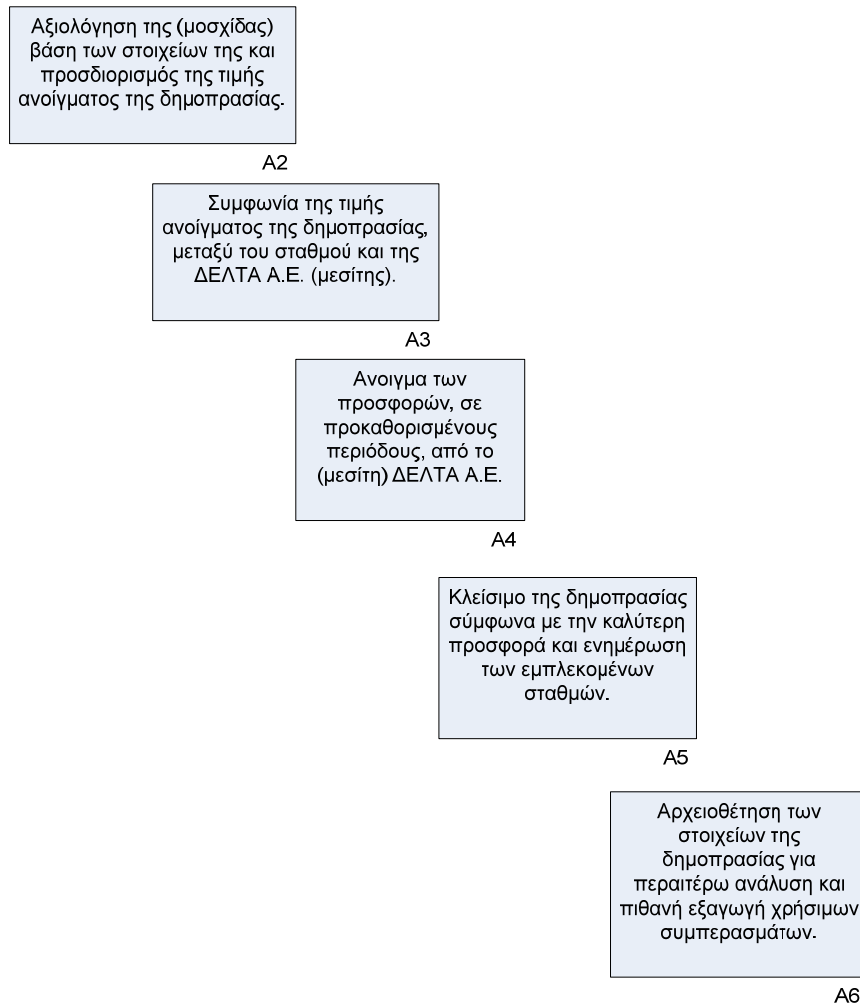 Αξιολόγηση της (μοσχίδας)
βάση των στοιχείων της και
προσδιορισμός της τιμής
ανοίγματος της δημοπρασίας.
A2
Συμφωνία της τιμής
ανοίγματος της δημοπρασίας,
μεταξύ του σταθμού και της
ΔΕΛΤΑ Α.Ε. (μεσίτης).
A3
Ανοιγμα των
προσφορών, σε
προκαθορισμένους
περιόδους, από το
(μεσίτη) ΔΕΛΤΑ Α.Ε.
A4
Κλείσιμο της δημοπρασίας
σύμφωνα με την καλύτερη
προσφορά και ενημέρωση
των εμπλεκομένων
σταθμών.
A5
Αρχειοθέτηση των
στοιχείων της
δημοπρασίας για
περαιτέρω ανάλυση και
πιθανή εξαγωγή χρήσιμων
συμπερασμάτων.
A6